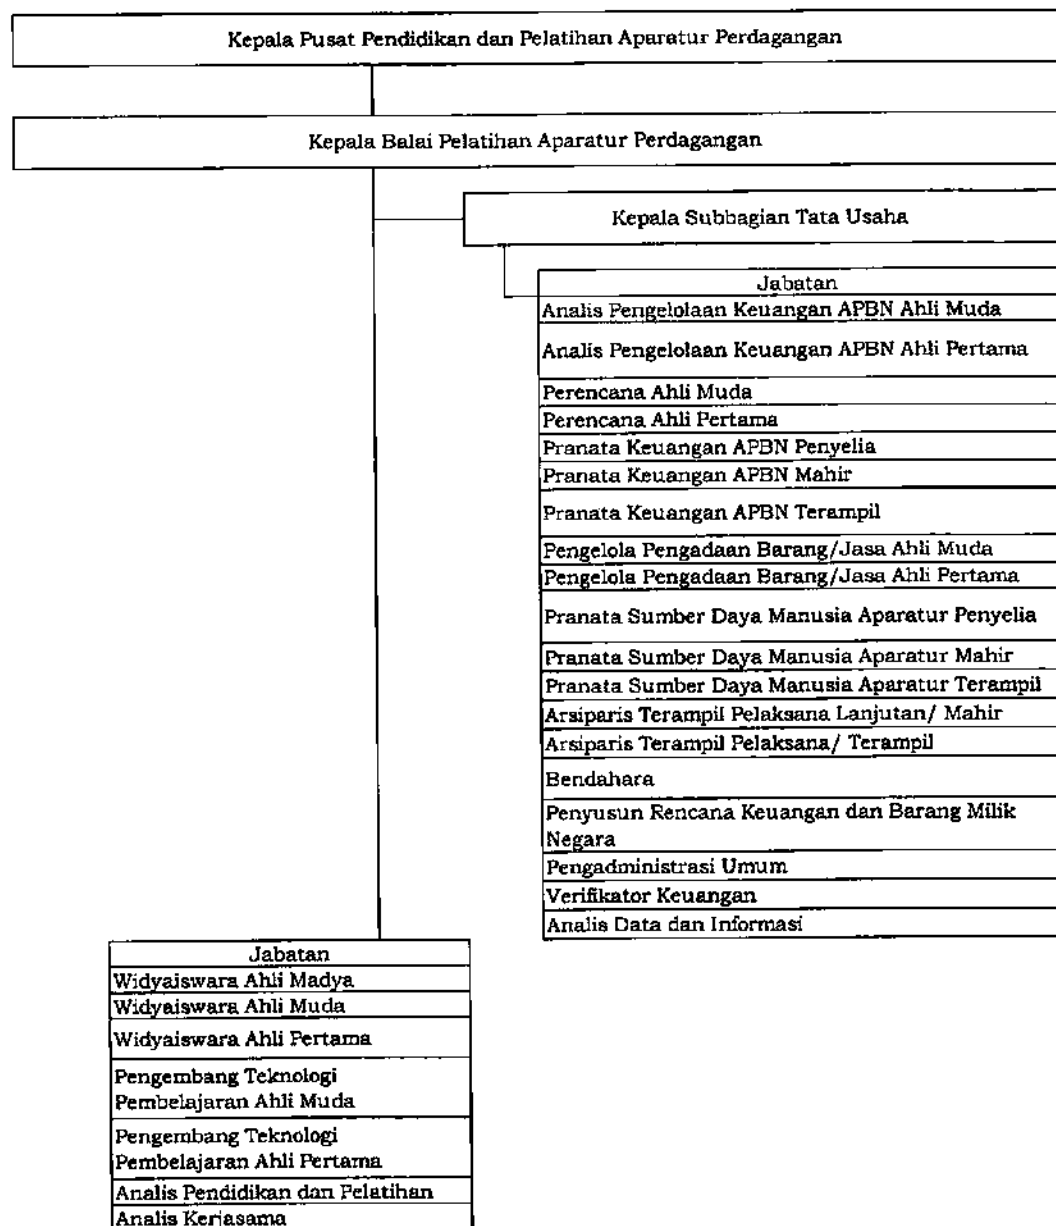 Kepala Pusat Pendidikan dan Pelatihan Aparatur Perdagangan
Kepala Balai Pelatihan Aparatur Perdagangan
Kepala Subbagian Tata Usaha
Jabatan
Analis Pengelolaan Keuangan APBN Ahli Muda
Analis Pengelolaan Keuangan APBN Ahli Pertama
Perencana Ahli Muda
Perencana Ahli Pertama
Pranata Keuangan APBN Penyelia
Pranata Keuangan APBN Mahir
Pranata Keuangan APBN Terampil
Pengelola Pengadaan Barang/Jasa Ahli Muda
Pengelola Pengadaan Barang/Jasa Ahli Pertama
Pranata Sumber Daya Manusia Aparatur Penyelia
Pranata Sumber Daya Manusia Aparatur Mahir
Pranata Sumber Daya Manusia Aparatur Terampil
Arsiparis Terampil Pelaksana Lanjutan/ Mahir
Arsiparis Terampil Pelaksana/ Terampil
Bendahara
Penyusun Rencana Keuangan dan Barang Milik
Negara
Pengadministrasi Umum
Verifikator Keuangan
Analis Data dan Informasi
Jabatan
Widyaiswara Ahli Madya
Widyaiswara Ahli Muda
Widyaiswara Ahli Pertama
Pengembang Teknologi
Pembelajaran Ahli Muda
Pengembang Teknologi
Pembelajaran Ahli Pertama
Analis Pendidikan dan Pelatihan
Analis Kerjasama